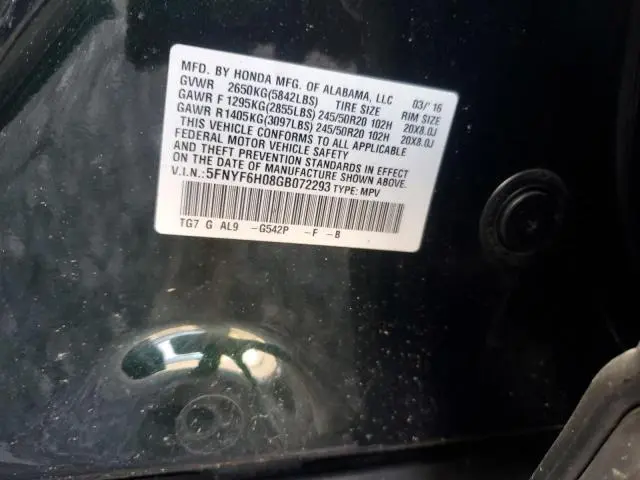 MFD. BY HONDA MFG. OF ALABAMA, LLC 03/'16
GVWR 2650KG(5842LBS) TIRE SIZE RIM SIZE
GAWR F 1295KG(2855LBS) 245/50R20 102H 20X8.0J
GAWR R 1405KG(3097LBS) 245/50R20 102H 20X8.0J
THIS VEHICLE CONFORMS TO ALL APPLICABLE
FEDERAL MOTOR VEHICLE SAFETY
AND THEFT PREVENTION STANDARDS IN EFFECT
ON THE DATE OF MANUFACTURE SHOWN ABOVE.
V.I.N.:5FNYF6H08GB072293 TYPE: MPV
TG7 G AL9 -G542P -F -B